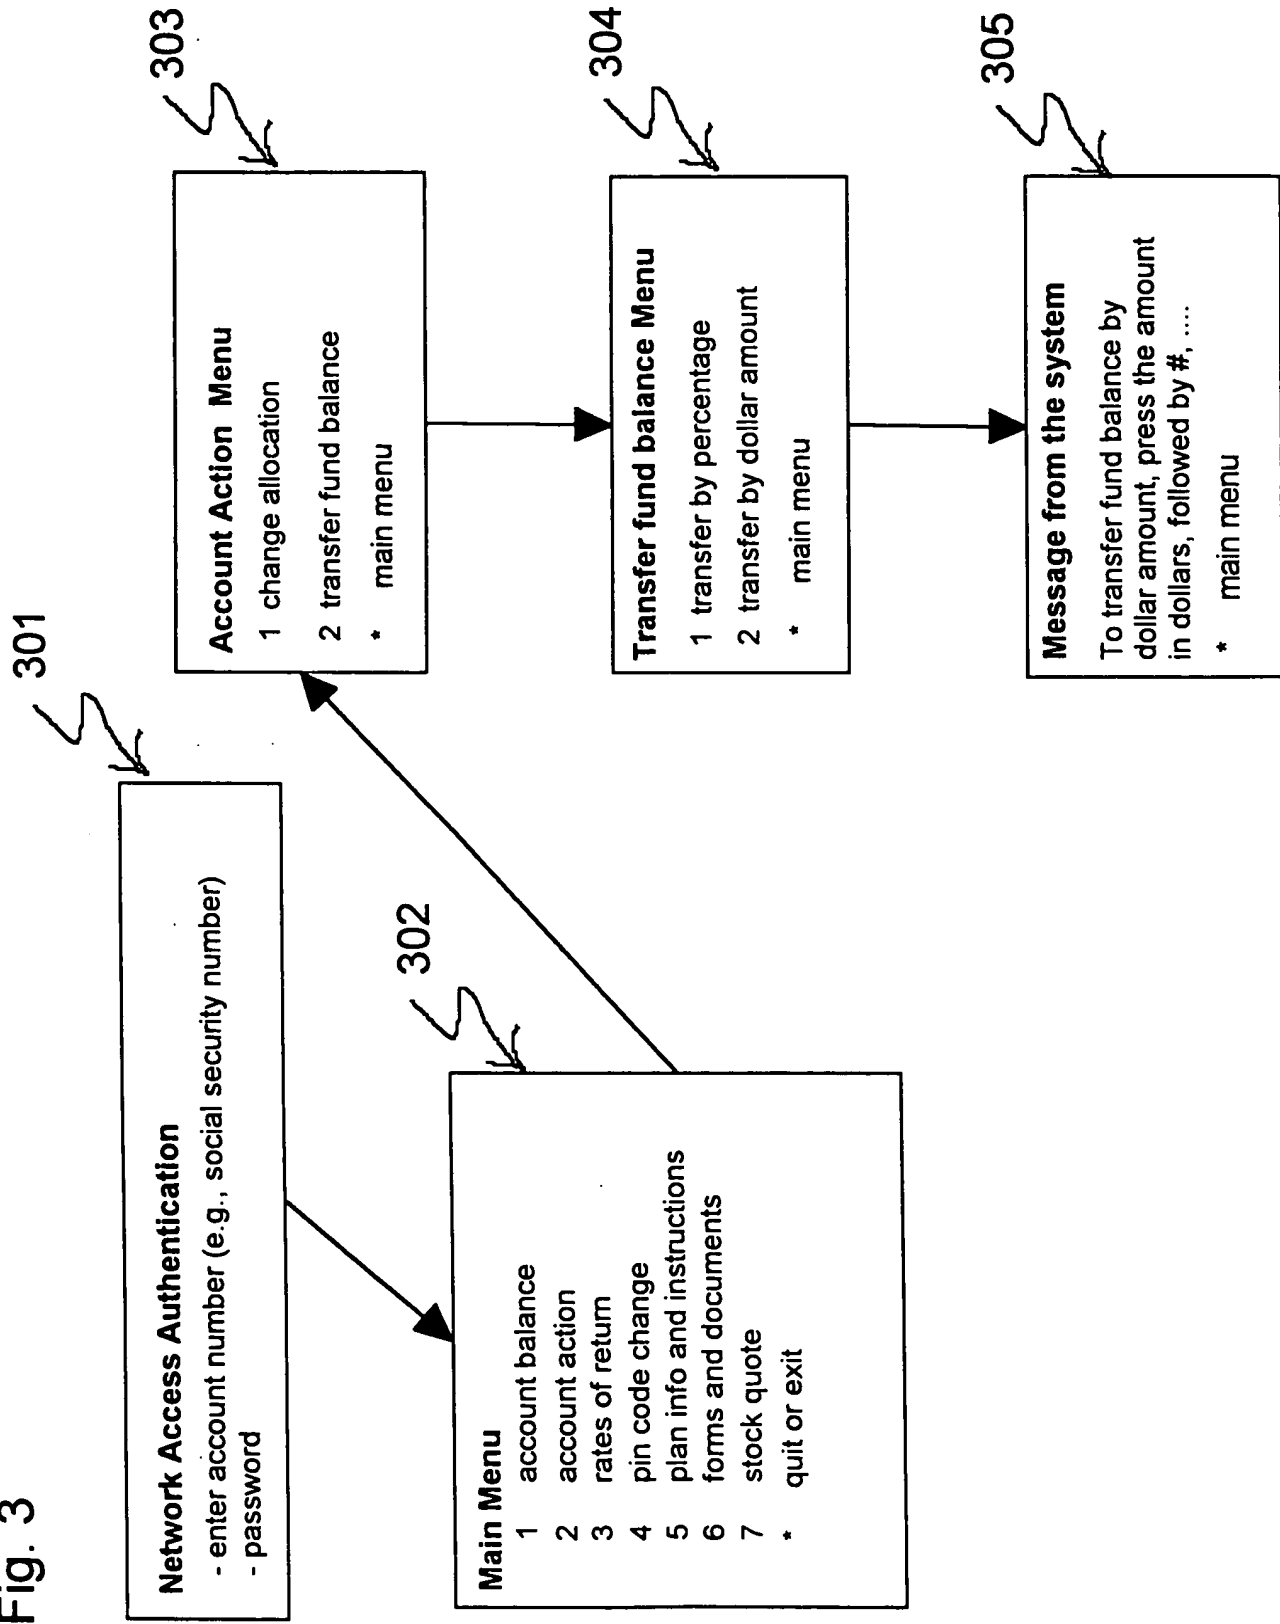 Fig. 3
301
Network Access Authentication
- enter account number (e.g., social security number)
- password
302
Main Menu
1 account balance
2 account action
3 rates of return
4 pin code change
5 plan info and instructions
6 forms and documents
7 stock quote
* quit or exit
303
Account Action Menu
1 change allocation
2 transfer fund balance
* main menu
304
Transfer fund balance Menu
1 transfer by percentage
2 transfer by dollar amount
* main menu
305
Message from the system
To transfer fund balance by
dollar amount, press the amount
in dollars, followed by #, ....
* main menu